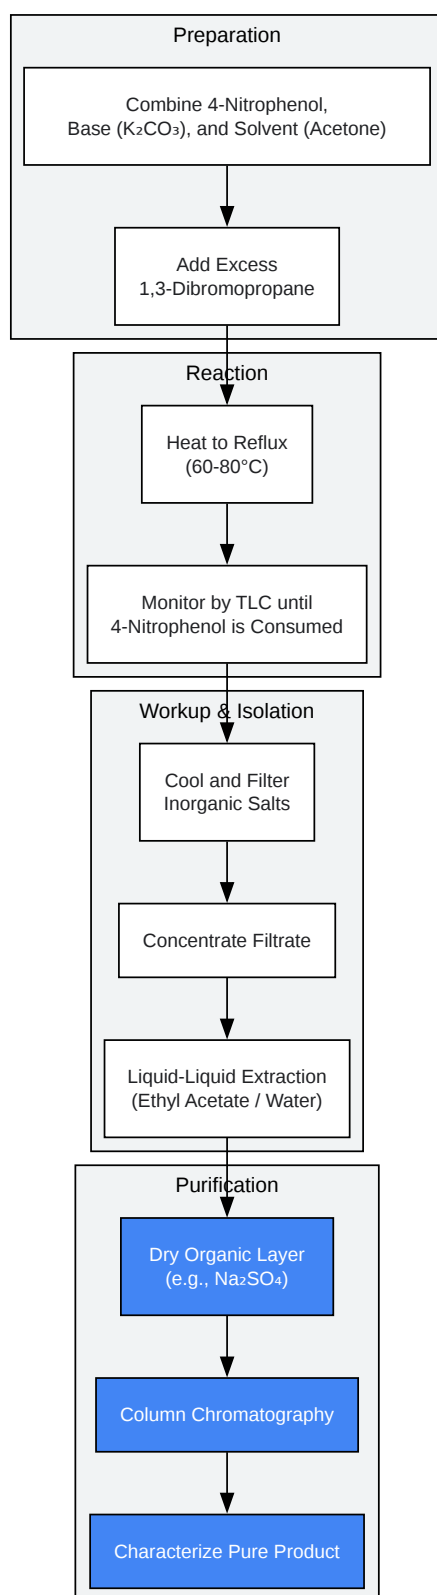 Preparation
Combine 4-Nitrophenol,
Base (K₂CO₃), and Solvent (Acetone)
Add Excess
1,3-Dibromopropane
Reaction
Heat to Reflux
(60-80°C)
Monitor by TLC until
4-Nitrophenol is Consumed
Workup & Isolation
Cool and Filter
Inorganic Salts
Concentrate Filtrate
Liquid-Liquid Extraction
(Ethyl Acetate / Water)
Purification
Dry Organic Layer
(e.g., Na₂SO₄)
Column Chromatography
Characterize Pure Product